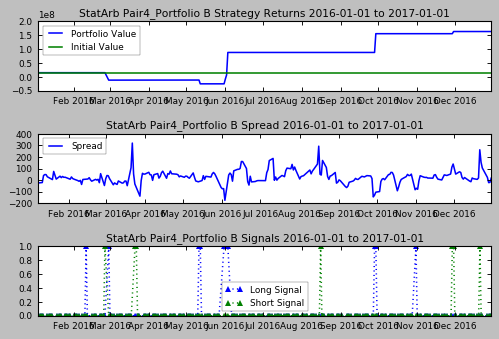 StatArb Pair4_Portfolio B Strategy Returns 2016-01-01 to 2017-01-01
1e8
2.0
1.5
1.0
0.5
0.0
−0.5
Portfolio Value
Initial Value
Feb 2016 Mar 2016 Apr 2016 May 2016 Jun 2016 Jul 2016 Aug 2016 Sep 2016 Oct 2016 Nov 2016 Dec 2016
StatArb Pair4_Portfolio B Spread 2016-01-01 to 2017-01-01
400
300
200
100
0
−100
−200
Spread
Feb 2016 Mar 2016 Apr 2016 May 2016 Jun 2016 Jul 2016 Aug 2016 Sep 2016 Oct 2016 Nov 2016 Dec 2016
StatArb Pair4_Portfolio B Signals 2016-01-01 to 2017-01-01
1.0
0.8
0.6
0.4
0.2
0.0
Long Signal
Short Signal
Feb 2016 Mar 2016 Apr 2016 May 2016 Jun 2016 Jul 2016 Aug 2016 Sep 2016 Oct 2016 Nov 2016 Dec 2016